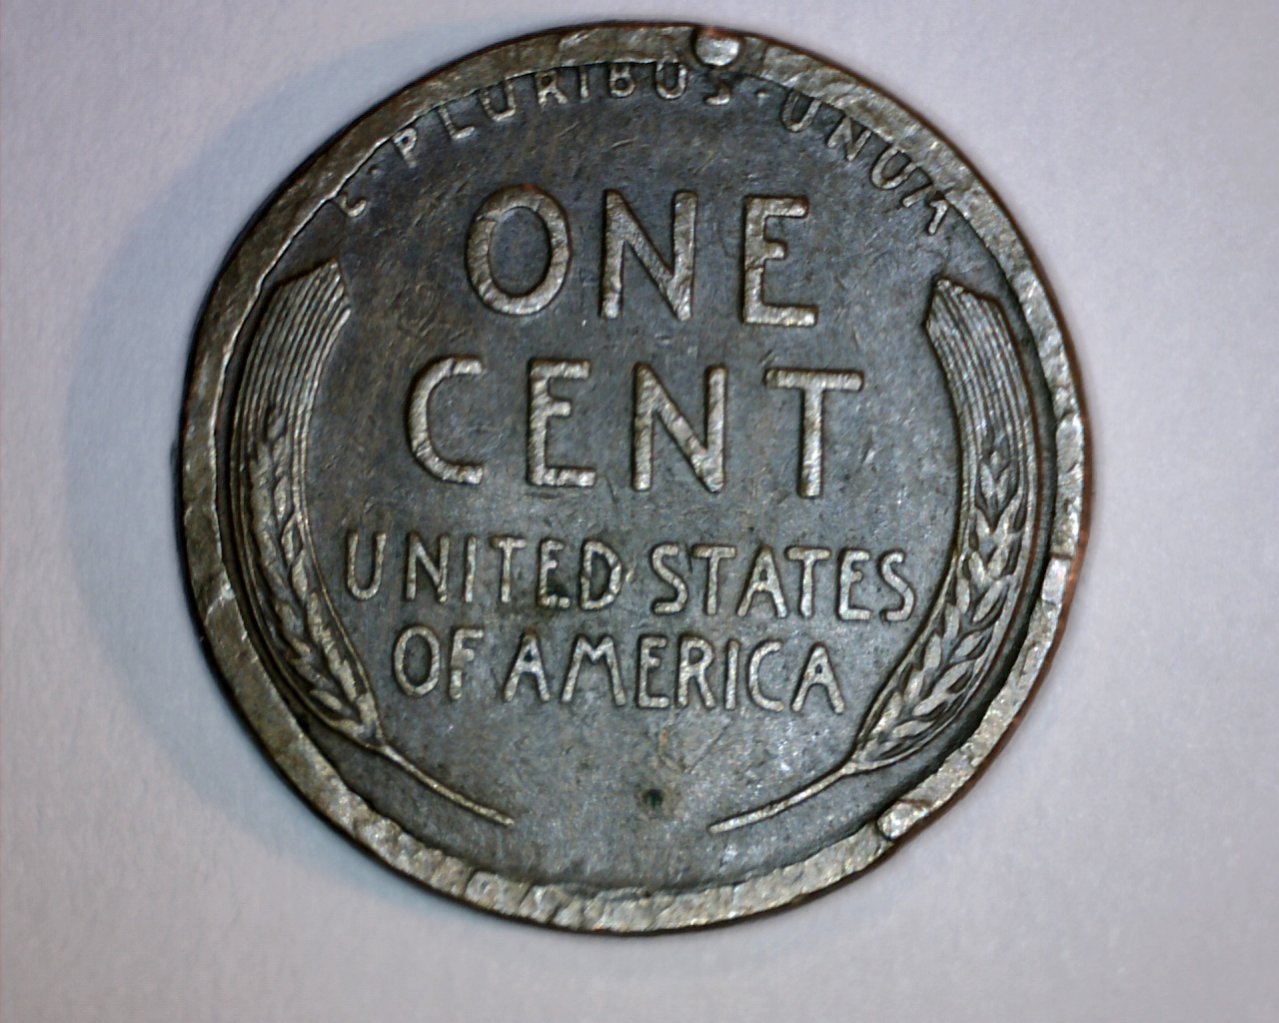 E·PLURIBUS·UNUM
ONE
CENT
UNITED STATES
OF AMERICA